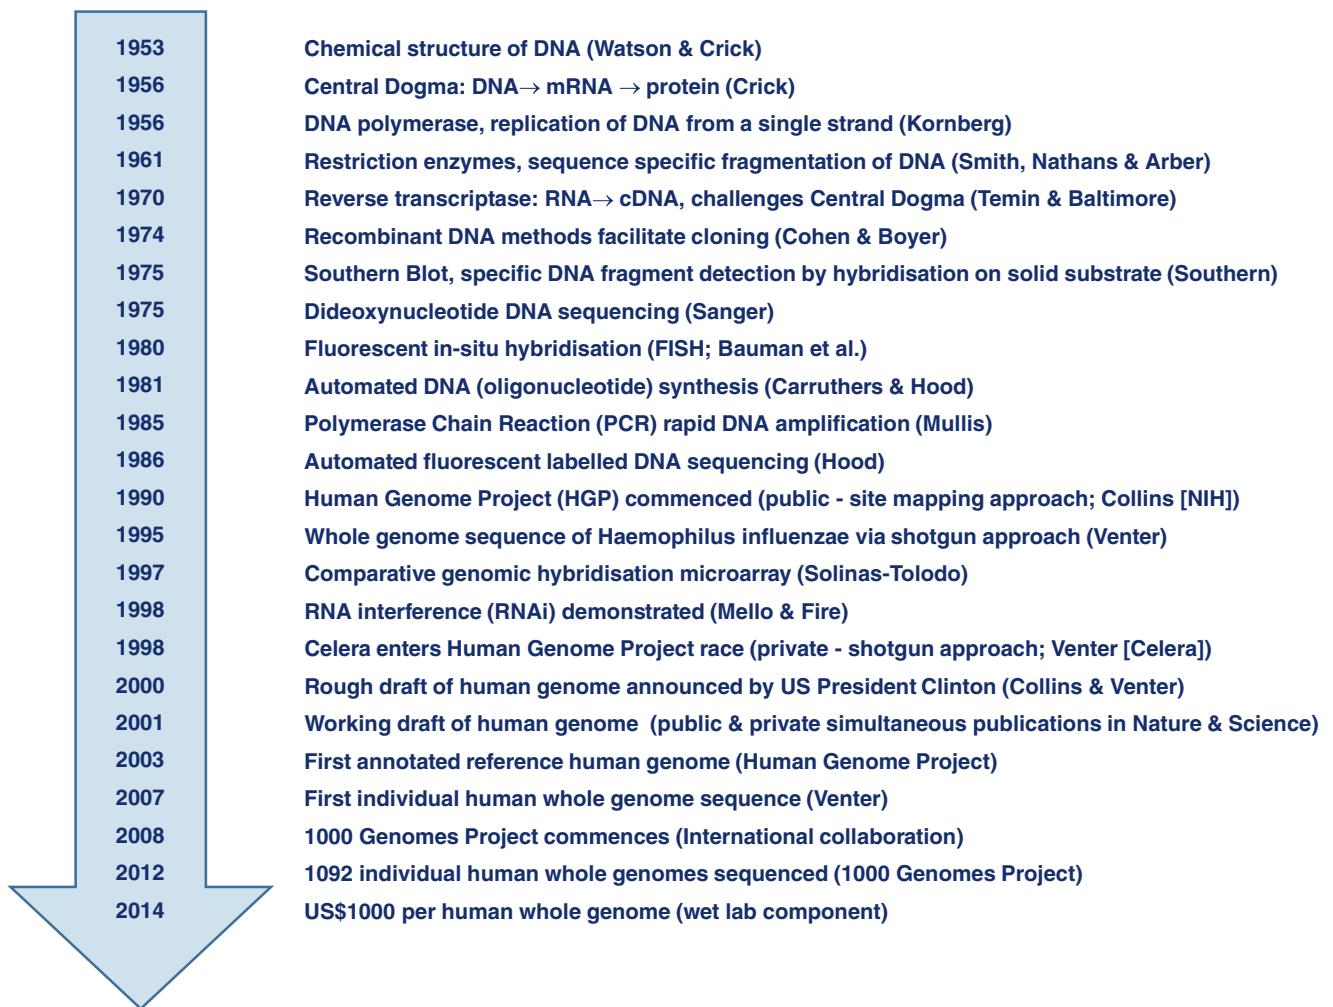 1953 Chemical structure of DNA (Watson & Crick)
1956 Central Dogma: DNA→ mRNA → protein (Crick)
1956 DNA polymerase, replication of DNA from a single strand (Kornberg)
1961 Restriction enzymes, sequence specific fragmentation of DNA (Smith, Nathans & Arber)
1970 Reverse transcriptase: RNA→ cDNA, challenges Central Dogma (Temin & Baltimore)
1974 Recombinant DNA methods facilitate cloning (Cohen & Boyer)
1975 Southern Blot, specific DNA fragment detection by hybridisation on solid substrate (Southern)
1975 Dideoxynucleotide DNA sequencing (Sanger)
1980 Fluorescent in-situ hybridisation (FISH; Bauman et al.)
1981 Automated DNA (oligonucleotide) synthesis (Carruthers & Hood)
1985 Polymerase Chain Reaction (PCR) rapid DNA amplification (Mullis)
1986 Automated fluorescent labelled DNA sequencing (Hood)
1990 Human Genome Project (HGP) commenced (public - site mapping approach; Collins [NIH])
1995 Whole genome sequence of Haemophilus influenzae via shotgun approach (Venter)
1997 Comparative genomic hybridisation microarray (Solinas-Tolodo)
1998 RNA interference (RNAi) demonstrated (Mello & Fire)
1998 Celera enters Human Genome Project race (private - shotgun approach; Venter [Celera])
2000 Rough draft of human genome announced by US President Clinton (Collins & Venter)
2001 Working draft of human genome (public & private simultaneous publications in Nature & Science)
2003 First annotated reference human genome (Human Genome Project)
2007 First individual human whole genome sequence (Venter)
2008 1000 Genomes Project commences (International collaboration)
2012 1092 individual human whole genomes sequenced (1000 Genomes Project)
2014 US$1000 per human whole genome (wet lab component)